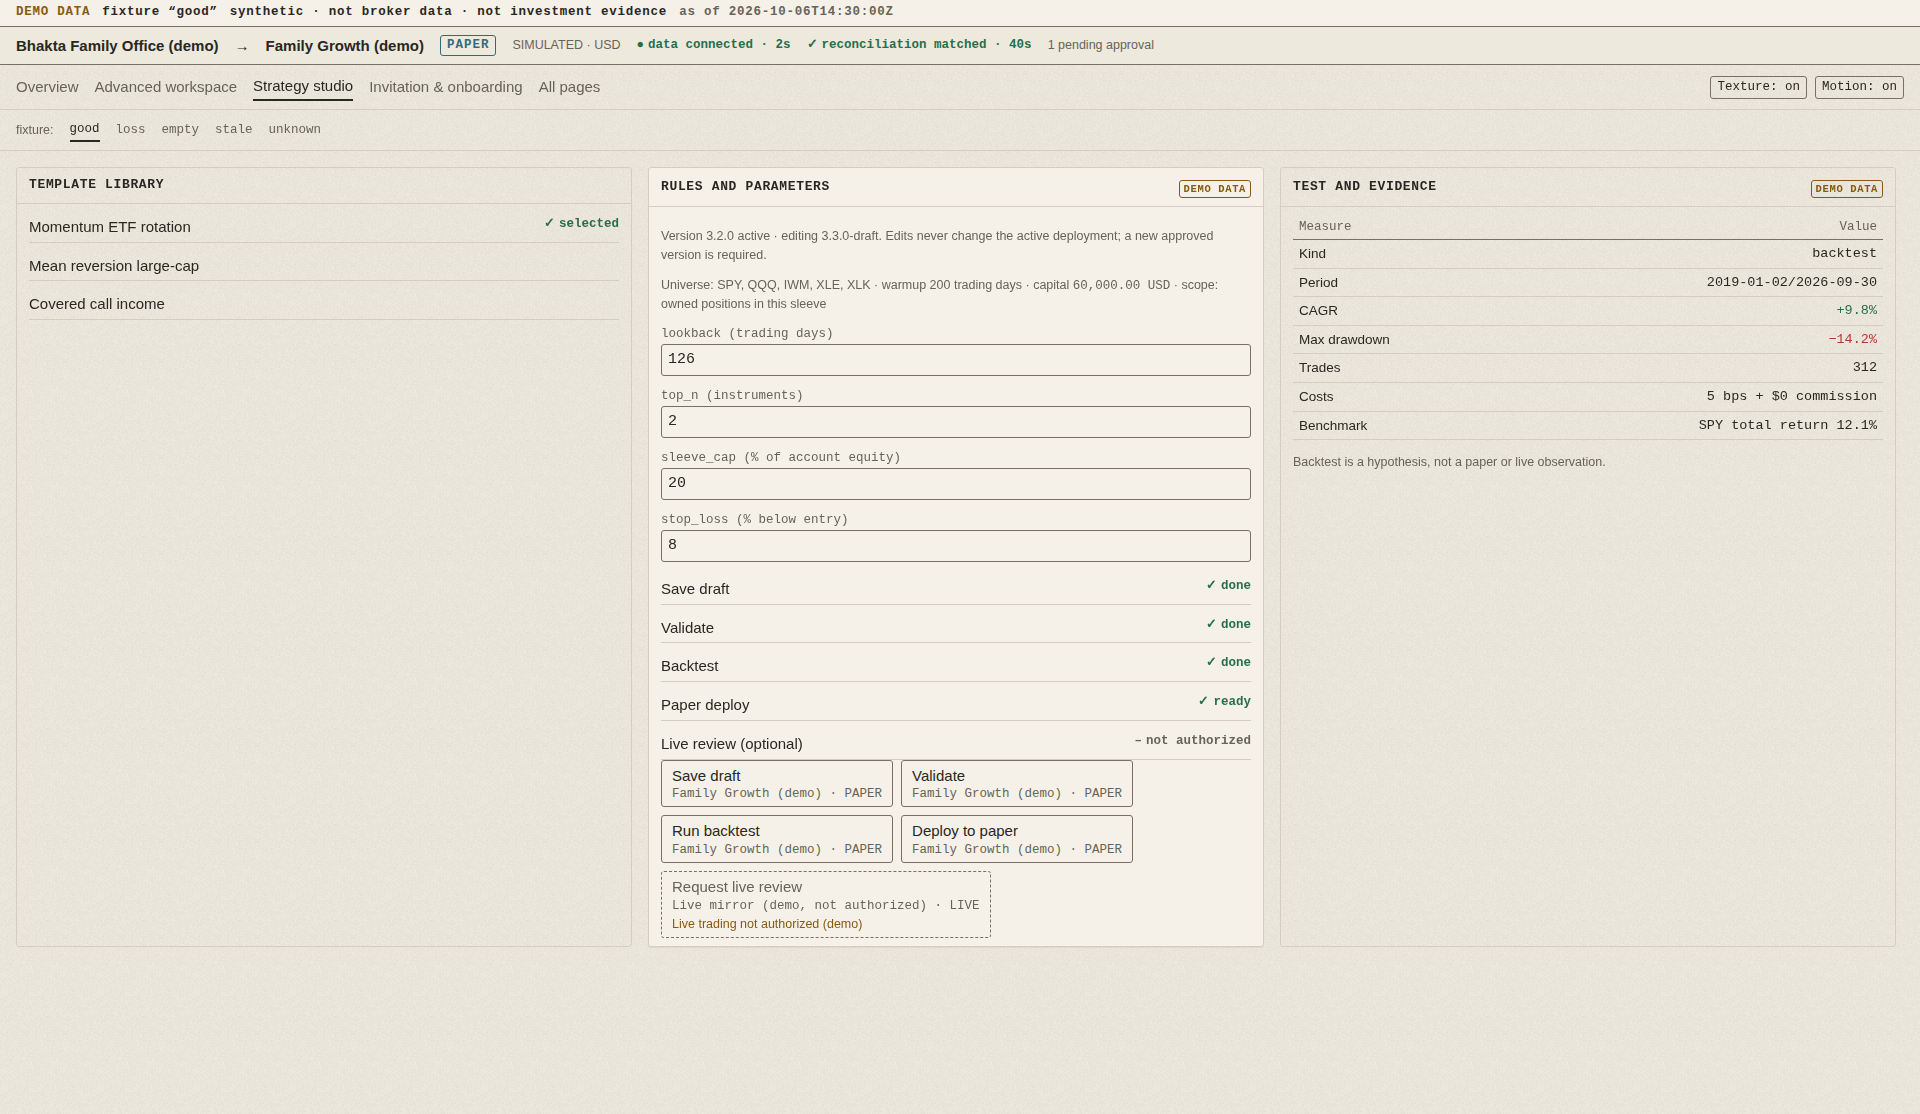 DEMO DATA fixture “good” synthetic · not broker data · not investment evidence as of 2026-10-06T14:30:00Z
Bhakta Family Office (demo) → Family Growth (demo) PAPER SIMULATED · USD ● data connected · 2s ✓ reconciliation matched · 40s 1 pending approval
Overview Advanced workspace Strategy studio Invitation & onboarding All pages Texture: on Motion: on
fixture: good loss empty stale unknown
TEMPLATE LIBRARY
Momentum ETF rotation ✓ selected
Mean reversion large-cap
Covered call income
RULES AND PARAMETERS DEMO DATA
Version 3.2.0 active · editing 3.3.0-draft. Edits never change the active deployment; a new approved
version is required.
Universe: SPY, QQQ, IWM, XLE, XLK · warmup 200 trading days · capital 60,000.00 USD · scope:
owned positions in this sleeve
lookback (trading days)
126
top_n (instruments)
2
sleeve_cap (% of account equity)
20
stop_loss (% below entry)
8
Save draft ✓ done
Validate ✓ done
Backtest ✓ done
Paper deploy ✓ ready
Live review (optional) – not authorized
Save draft
Family Growth (demo) · PAPER
Validate
Family Growth (demo) · PAPER
Run backtest
Family Growth (demo) · PAPER
Deploy to paper
Family Growth (demo) · PAPER
Request live review
Live mirror (demo, not authorized) · LIVE
Live trading not authorized (demo)
TEST AND EVIDENCE DEMO DATA
Measure Value
Kind backtest
Period 2019-01-02/2026-09-30
CAGR +9.8%
Max drawdown −14.2%
Trades 312
Costs 5 bps + $0 commission
Benchmark SPY total return 12.1%
Backtest is a hypothesis, not a paper or live observation.